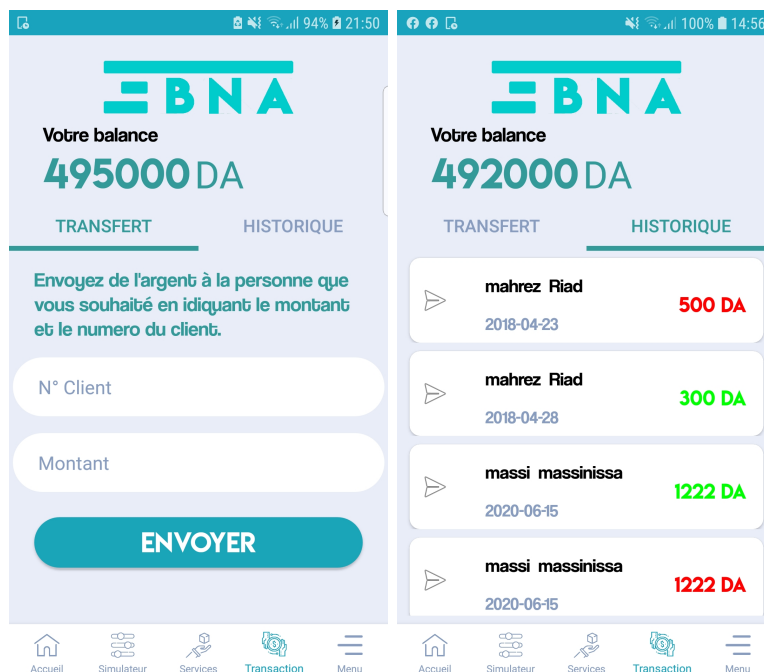 94% 21:50
BNA
Votre balance
495000 DA
TRANSFERT HISTORIQUE
Envoyez de l'argent à la personne que
vous souhaité en idiquant le montant
et le numero du client.
N° Client
Montant
ENVOYER
Accueil Simulateur Services Transaction Menu
100% 14:56
BNA
Votre balance
492000 DA
TRANSFERT HISTORIQUE
mahrez Riad
500 DA
2018-04-23
mahrez Riad
300 DA
2018-04-28
massi massinissa
1222 DA
2020-06-15
massi massinissa
1222 DA
2020-06-15
Accueil Simulateur Services Transaction Menu